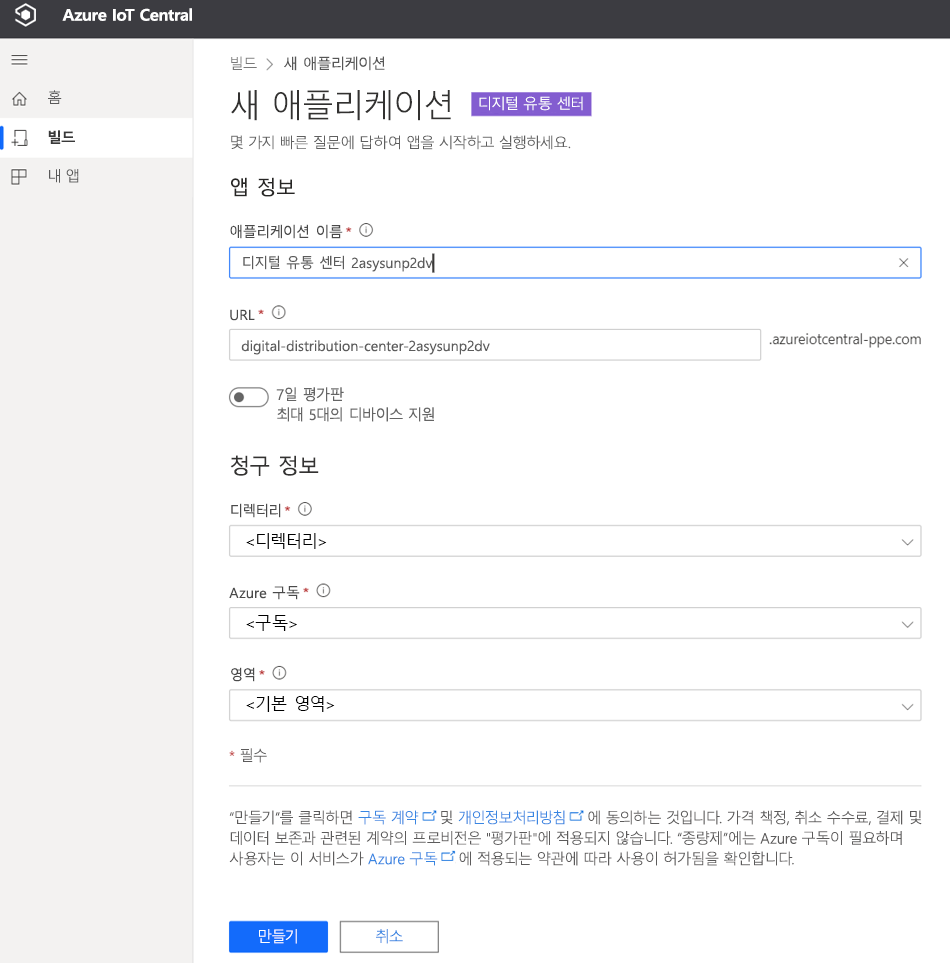 Azure IoT Central
홈
빌드
내 앱
빌드 > 새 애플리케이션
새 애플리케이션 디지털 유통 센터
몇 가지 빠른 질문에 답하여 앱을 시작하고 실행하세요.
앱 정보
애플리케이션 이름 *
디지털 유통 센터 2asysunp2dv
URL *
digital-distribution-center-2asysunp2dv .azureiotcentral-ppe.com
7일 평가판
최대 5대의 디바이스 지원
청구 정보
디렉터리 *
<디렉터리>
Azure 구독 *
<구독>
영역 *
<기본 영역>
* 필수
“만들기”를 클릭하면 구독 계약 및 개인정보처리방침 에 동의하는 것입니다. 가격 책정, 취소 수수료, 결제 및
데이터 보존과 관련된 계약의 프로비전은 "평가판"에 적용되지 않습니다. “종량제”에는 Azure 구독이 필요하며
사용자는 이 서비스가 Azure 구독 에 적용되는 약관에 따라 사용이 허가됨을 확인합니다.
만들기 취소